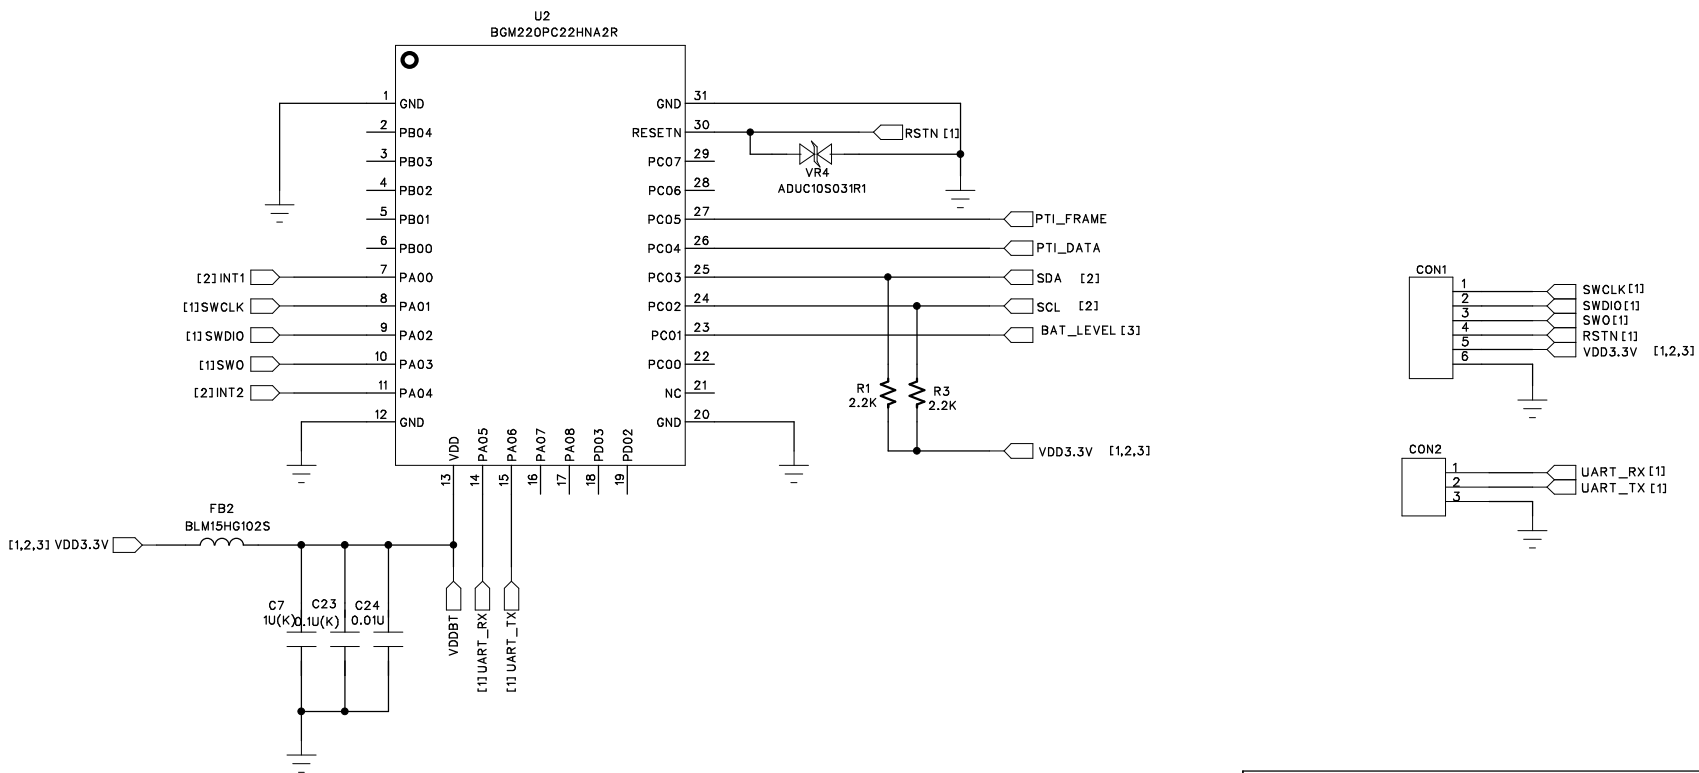 U2
BGM220PC22HNA2R
1 GND
2 PB04
3 PB03
4 PB02
5 PB01
6 PB00
[2]INT1 7 PA00
[1]SWCLK 8 PA01
[1]SWDIO 9 PA02
[1]SWO 10 PA03
[2]INT2 11 PA04
12 GND
GND 31
RESETN 30 RSTN [1]
PC07 29
VR4
ADUC10S031R1
PC06 28
PC05 27 PTI_FRAME
PC04 26 PTI_DATA
PC03 25 SDA [2]
PC02 24 SCL [2]
PC01 23 BAT_LEVEL [3]
PC00 22
NC 21
GND 20
R1
2.2K
R3
2.2K
VDD3.3V [1,2,3]
VDD 13
PA05 14
PA06 15
PA07 16
PA08 17
PD03 18
PD02 19
FB2
BLM15HG102S
[1,2,3] VDD3.3V
C7
1U(K)
C23
0.1U(K)
C24
0.01U
VDDBT
[1]UART_RX
[1]UART_TX
CON1
1 SWCLK[1]
2 SWDIO[1]
3 SWO[1]
4 RSTN[1]
5 VDD3.3V [1,2,3]
6
CON2
1 UART_RX [1]
2 UART_TX [1]
3